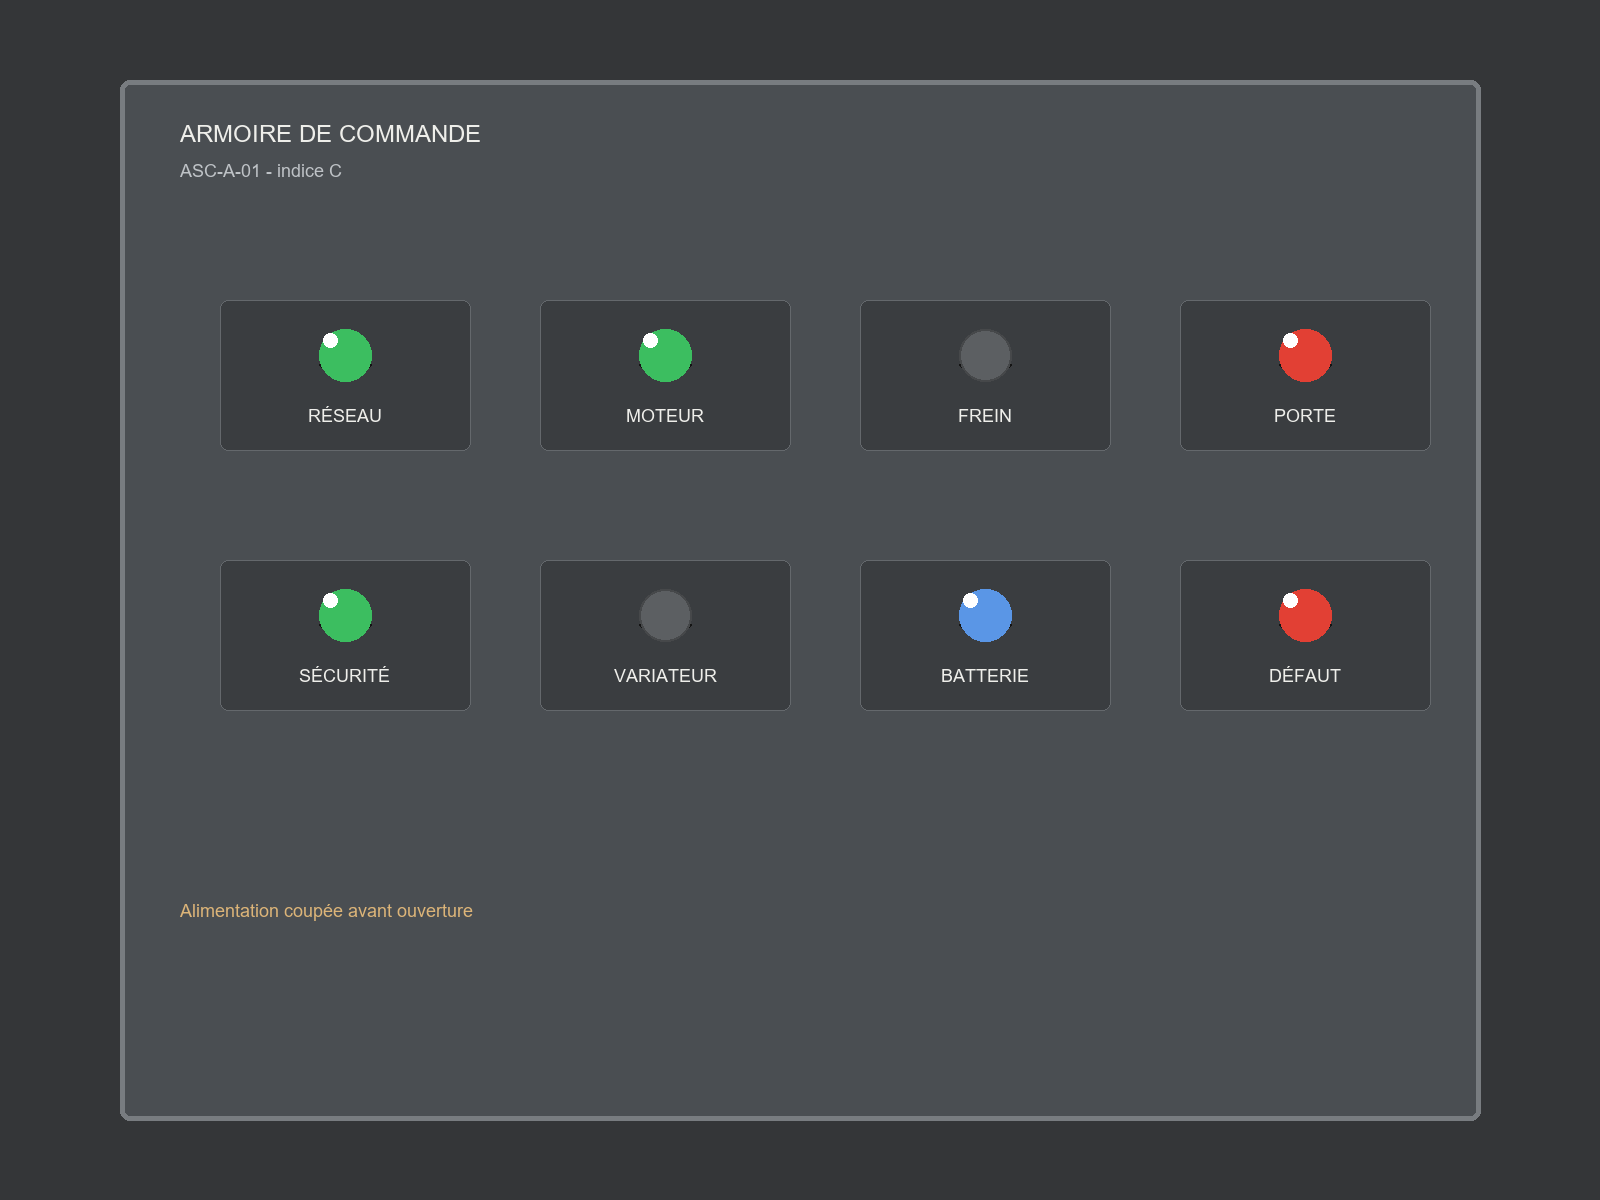 ARMOIRE DE COMMANDE
ASC-A-01 - indice C
RÉSEAU
MOTEUR
FREIN
PORTE
SÉCURITÉ
VARIATEUR
BATTERIE
DÉFAUT
Alimentation coupée avant ouverture